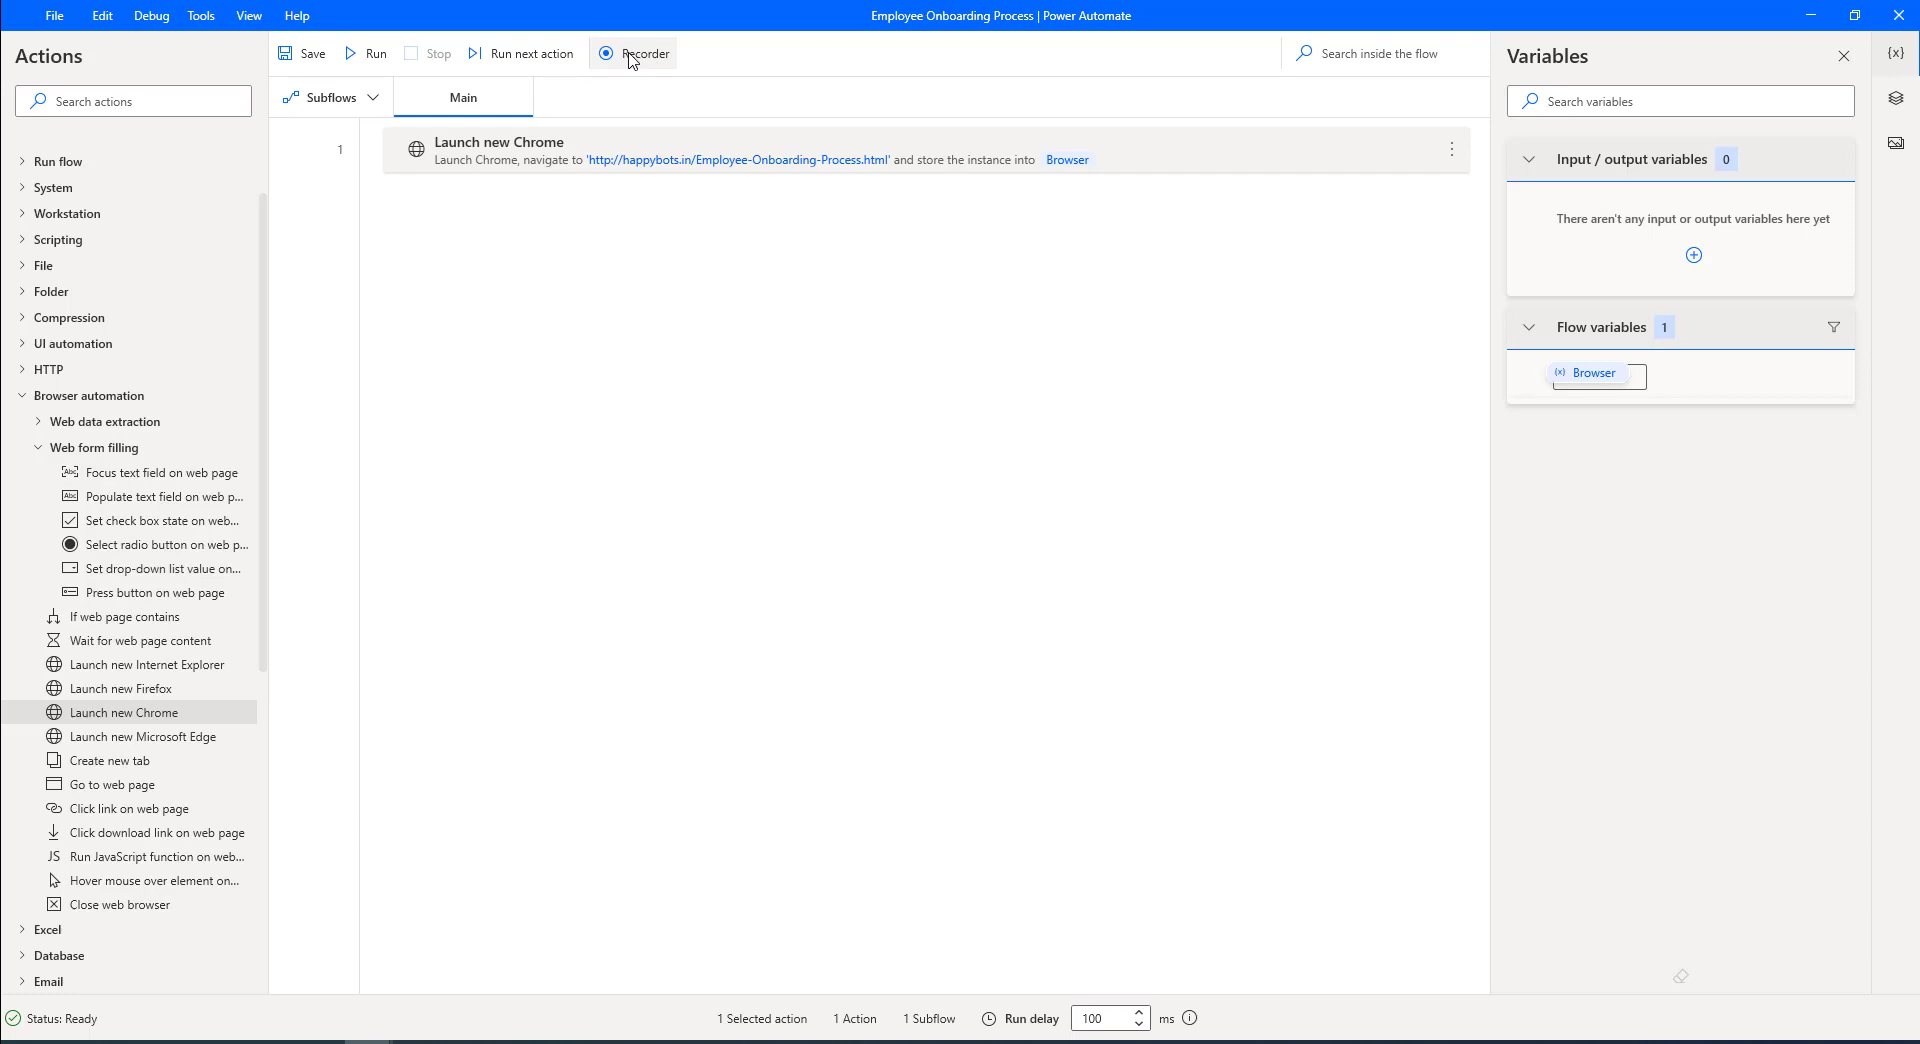 File Edit Debug Tools View Help
Employee Onboarding Process | Power Automate
Actions
Search actions
Run flow
System
Workstation
Scripting
File
Folder
Compression
UI automation
HTTP
Browser automation
Web data extraction
Web form filling
Abc Focus text field on web page
Abc Populate text field on web p...
Set check box state on web...
Select radio button on web p...
Set drop-down list value on...
Press button on web page
If web page contains
Wait for web page content
Launch new Internet Explorer
Launch new Firefox
Launch new Chrome
Launch new Microsoft Edge
Create new tab
Go to web page
Click link on web page
Click download link on web page
JS Run JavaScript function on web...
Hover mouse over element on...
Close web browser
Excel
Database
Email
Save Run Stop Run next action Recorder
Search inside the flow
Subflows Main
1
Launch new Chrome
Launch Chrome, navigate to 'http://happybots.in/Employee-Onboarding-Process.html' and store the instance into Browser
Variables
{x}
Search variables
Input / output variables 0
There aren't any input or output variables here yet
Flow variables 1
(x) Browser
Status: Ready
1 Selected action 1 Action 1 Subflow Run delay 100 ms